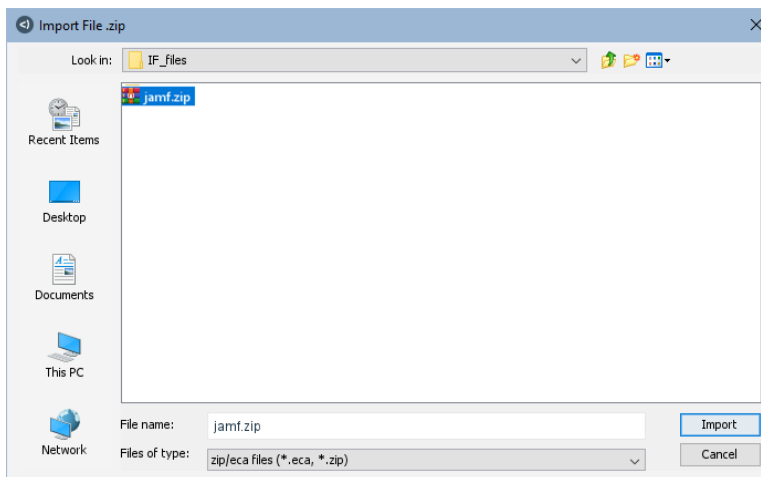 Import File .zip
Look in: IF_files
jamf.zip
Recent Items
Desktop
Documents
This PC
Network
File name: jamf.zip Import
Files of type: zip/eca files (*.eca, *.zip) Cancel